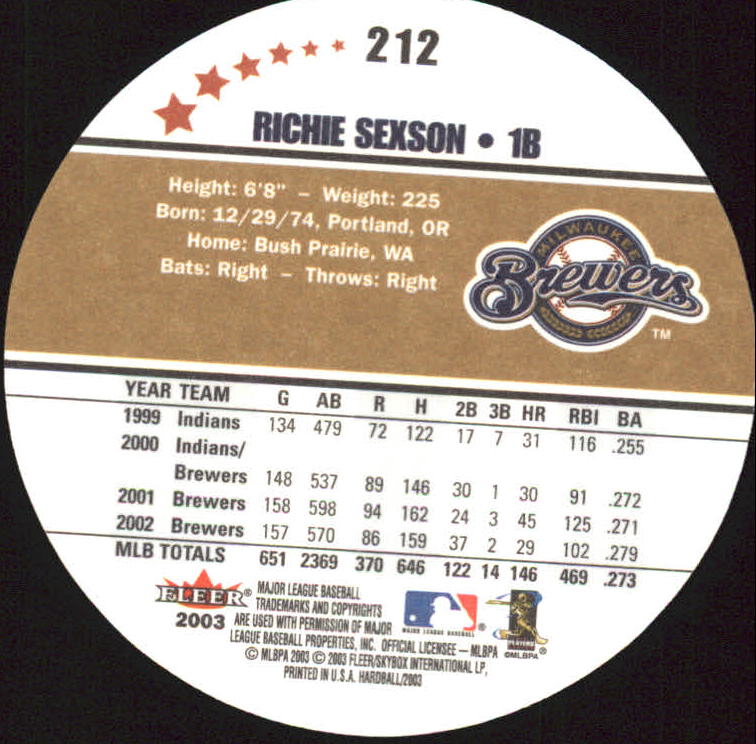 212
RICHIE SEXSON • 1B
Height: 6'8" – Weight: 225
Born: 12/29/74, Portland, OR
Home: Bush Prairie, WA
Bats: Right – Throws: Right
MILWAUKEE
Brewers
TM
YEAR TEAM G AB R H 2B 3B HR RBI BA
1999 Indians 134 479 72 122 17 7 31 116 .255
2000 Indians/
Brewers 148 537 89 146 30 1 30 91 .272
2001 Brewers 158 598 94 162 24 3 45 125 .271
2002 Brewers 157 570 86 159 37 2 29 102 .279
MLB TOTALS 651 2369 370 646 122 14 146 469 .273
FLEER®
2003
MAJOR LEAGUE BASEBALL
TRADEMARKS AND COPYRIGHTS
ARE USED WITH PERMISSION OF MAJOR
LEAGUE BASEBALL PROPERTIES, INC. OFFICIAL LICENSEE – MLBPA
© MLBPA 2003 © 2003 FLEER/SKYBOX INTERNATIONAL LP,
PRINTED IN U.S.A. HARDBALL/2003
MAJOR LEAGUE BASEBALL ®
PLAYERS
©MLBPA